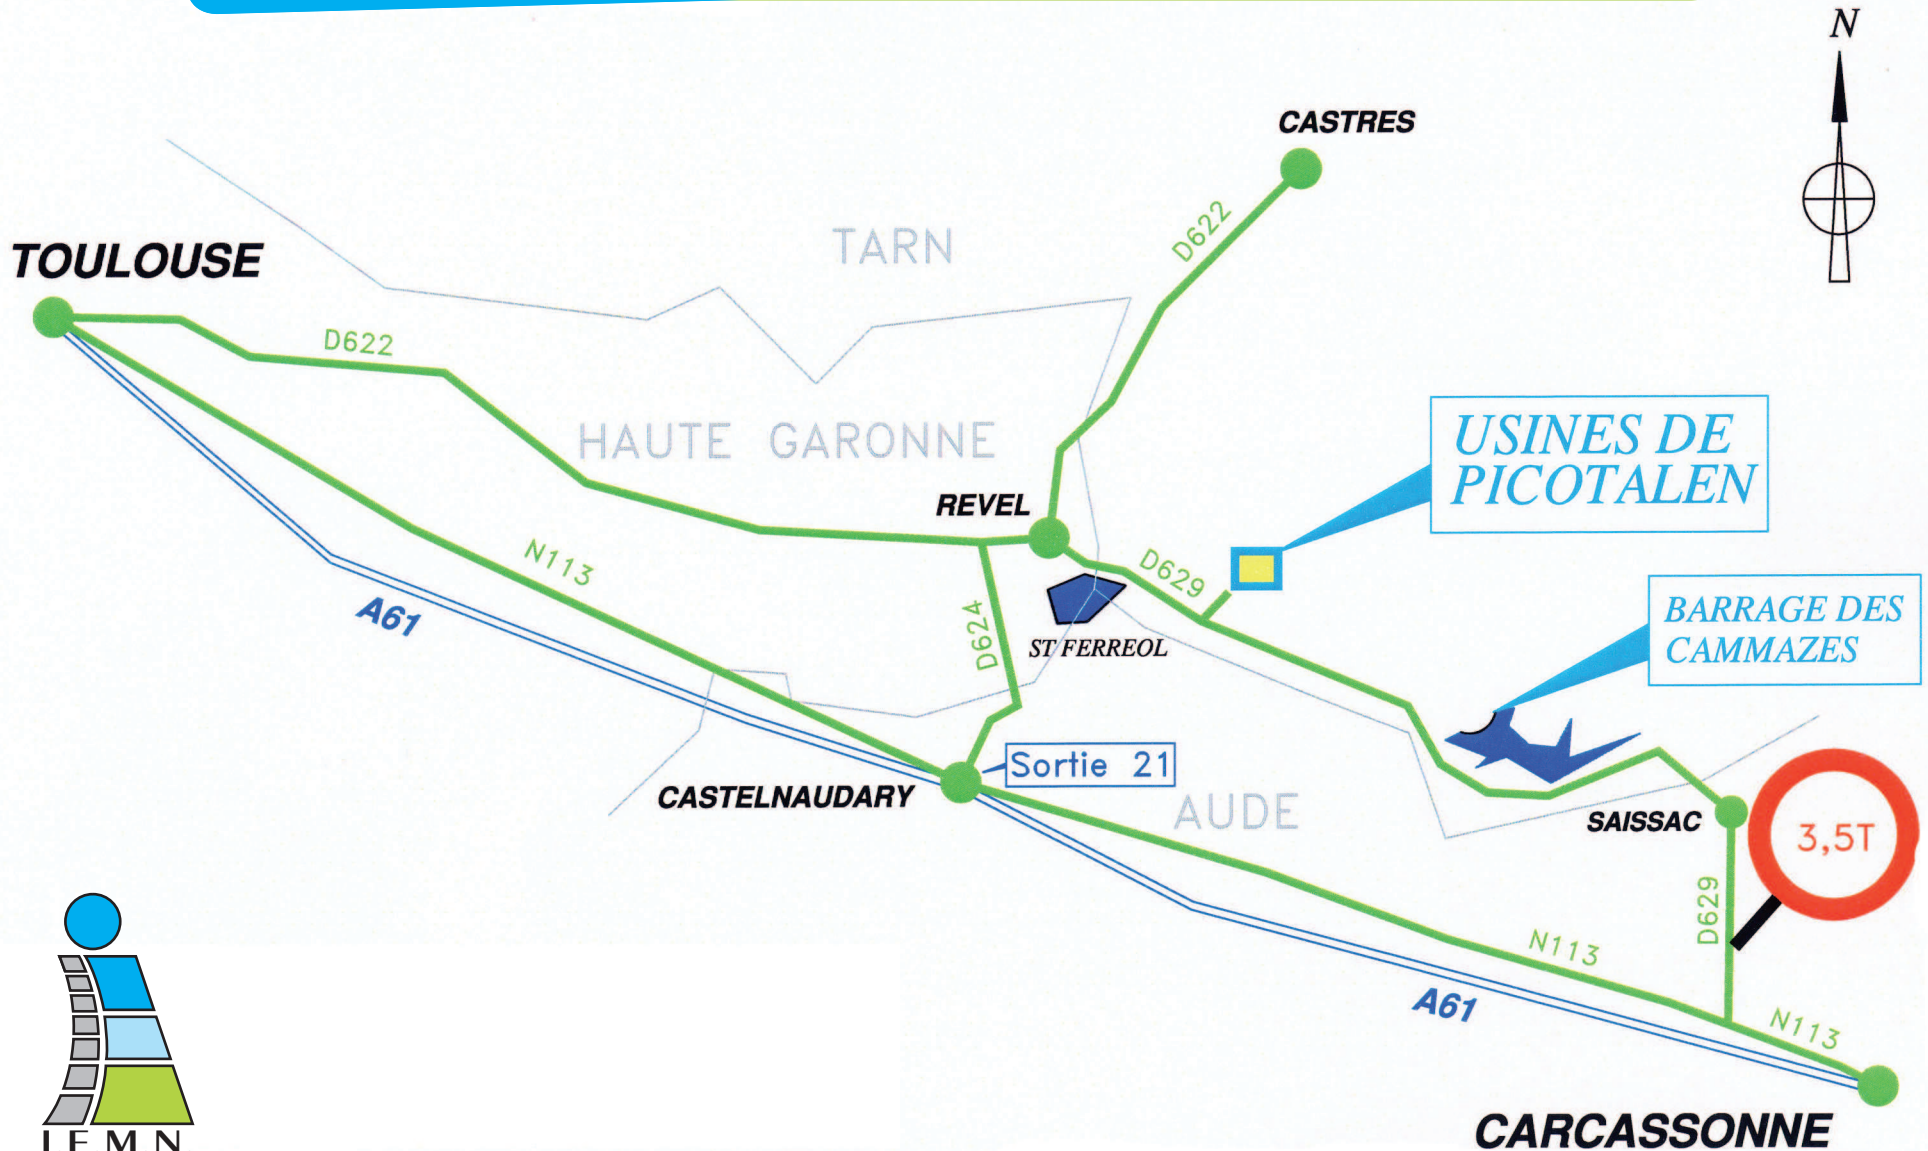 N
CASTRES
D622
TARN
TOULOUSE
D622
HAUTE GARONNE
USINES DE
PICOTALEN
REVEL
D629
N113
A61
D624
ST FERREOL
BARRAGE DES
CAMMAZES
Sortie 21
CASTELNAUDARY
AUDE
SAISSAC
3,5T
D629
N113
A61
N113
CARCASSONNE
IEMN